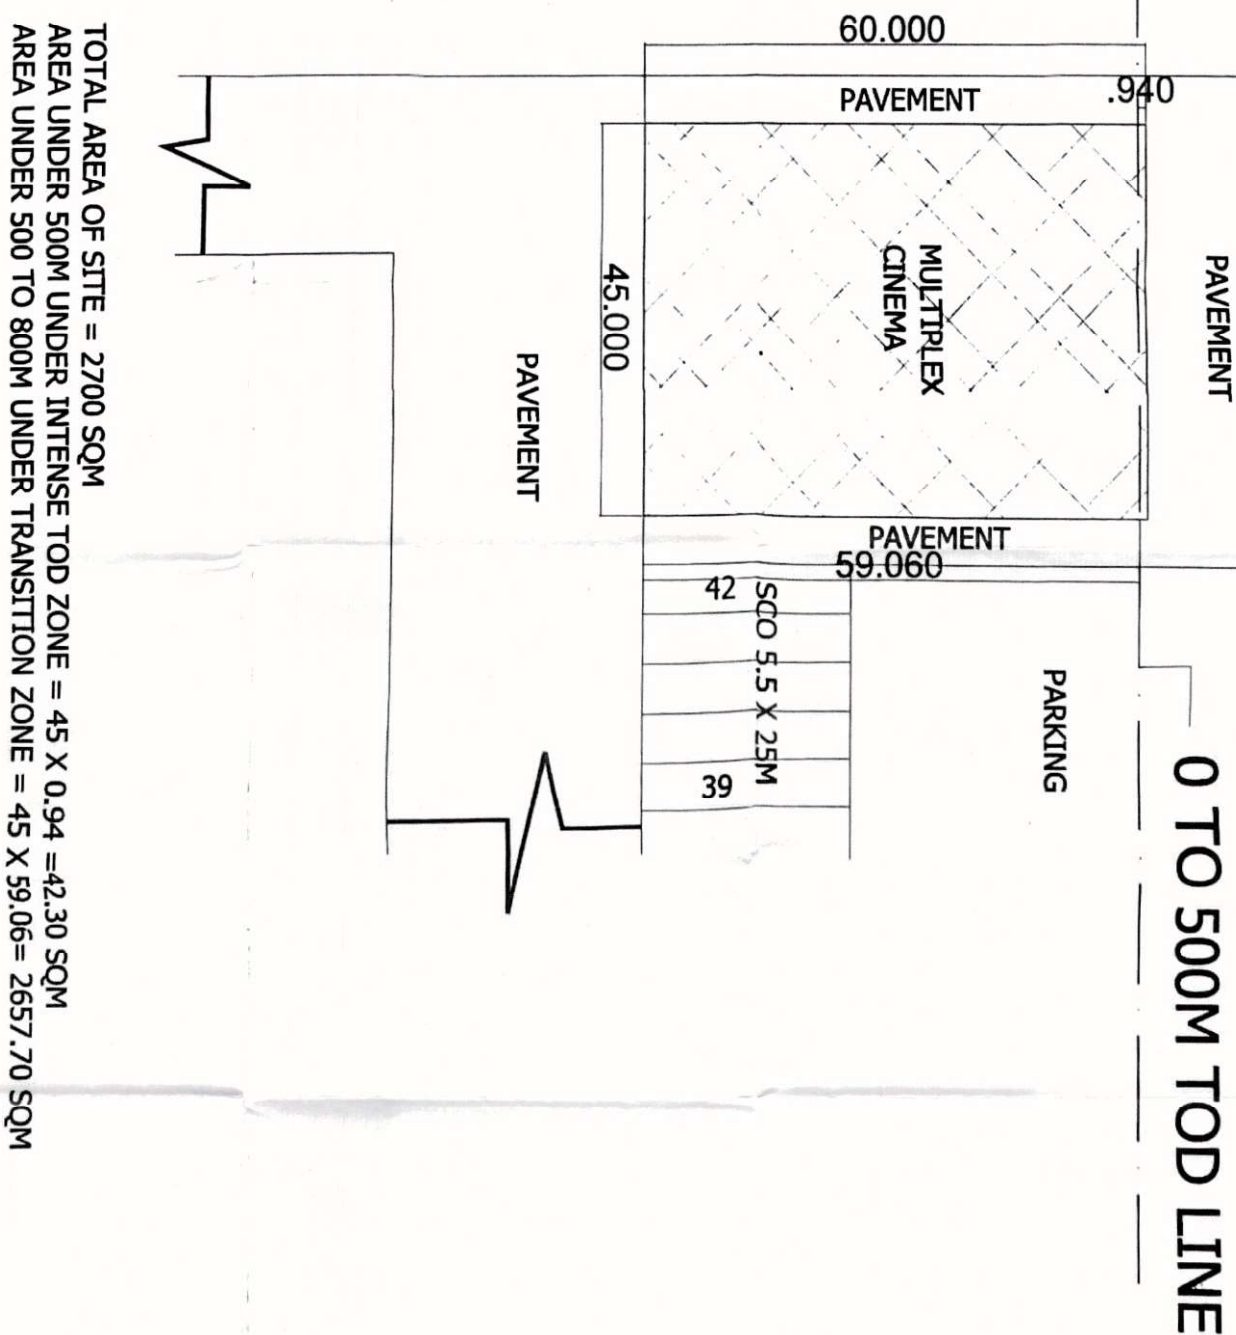 60.000
.940
PAVEMENT
PAVEMENT
MULTIPLEX
CINEMA
45.000
PAVEMENT
PAVEMENT
59.060
42
SCO 5.5 X 25M
39
PARKING
0 TO 500M TOD LINE
TOTAL AREA OF SITE = 2700 SQM
AREA UNDER 500M UNDER INTENSE TOD ZONE = 45 X 0.94 =42.30 SQM
AREA UNDER 500 TO 800M UNDER TRANSITION ZONE = 45 X 59.06= 2657.70 SQM